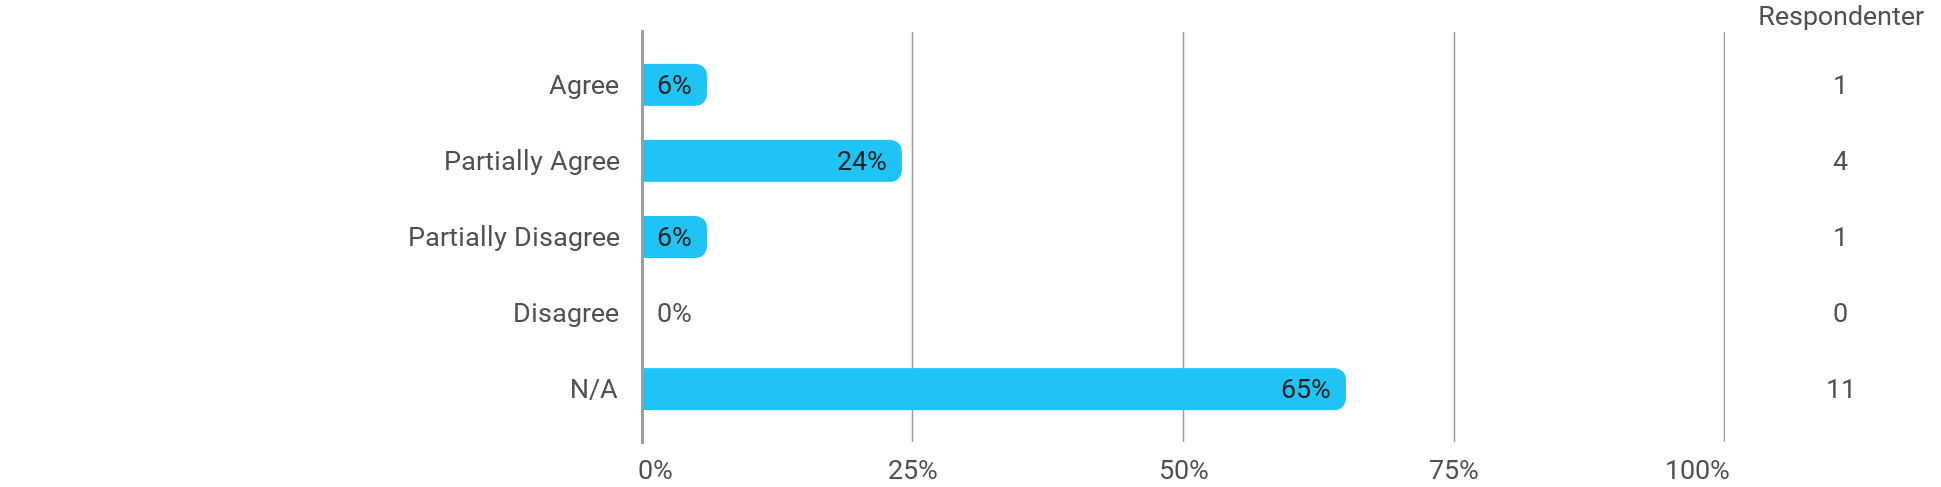 Respondenter
Agree 6% 1
Partially Agree 24% 4
Partially Disagree 6% 1
Disagree 0% 0
N/A 65% 11
0% 25% 50% 75% 100%